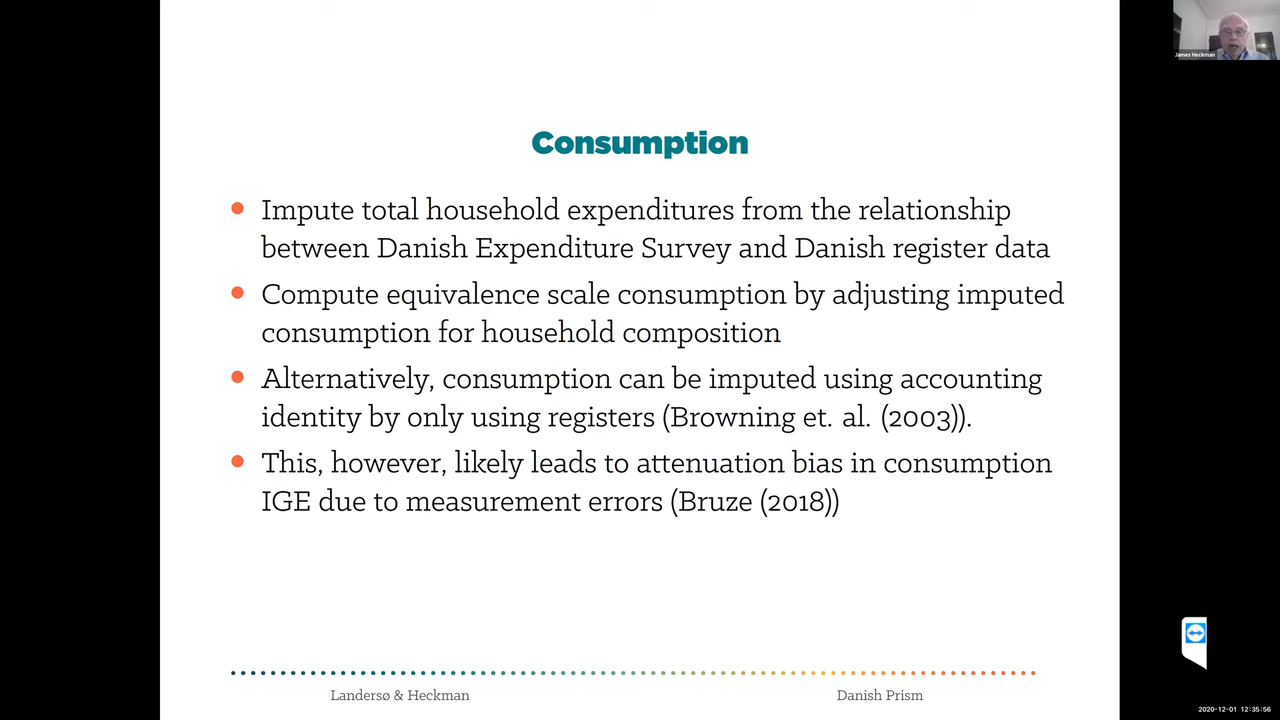 James Heckman
Consumption
Impute total household expenditures from the relationship
between Danish Expenditure Survey and Danish register data
Compute equivalence scale consumption by adjusting imputed
consumption for household composition
Alternatively, consumption can be imputed using accounting
identity by only using registers (Browning et. al. (2003)).
This, however, likely leads to attenuation bias in consumption
IGE due to measurement errors (Bruze (2018))
Landersø & Heckman
Danish Prism
2020-12-01 12:35:56